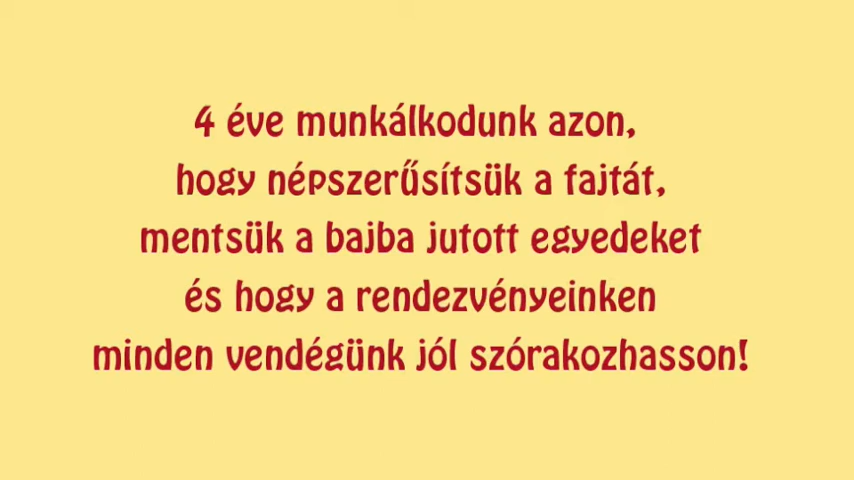 4 éve munkálkodunk azon,
hogy népszerűsítsük a fajtát,
mentsük a bajba jutott egyedeket
és hogy a rendezvényeinken
minden vendégünk jól szórakozhasson!